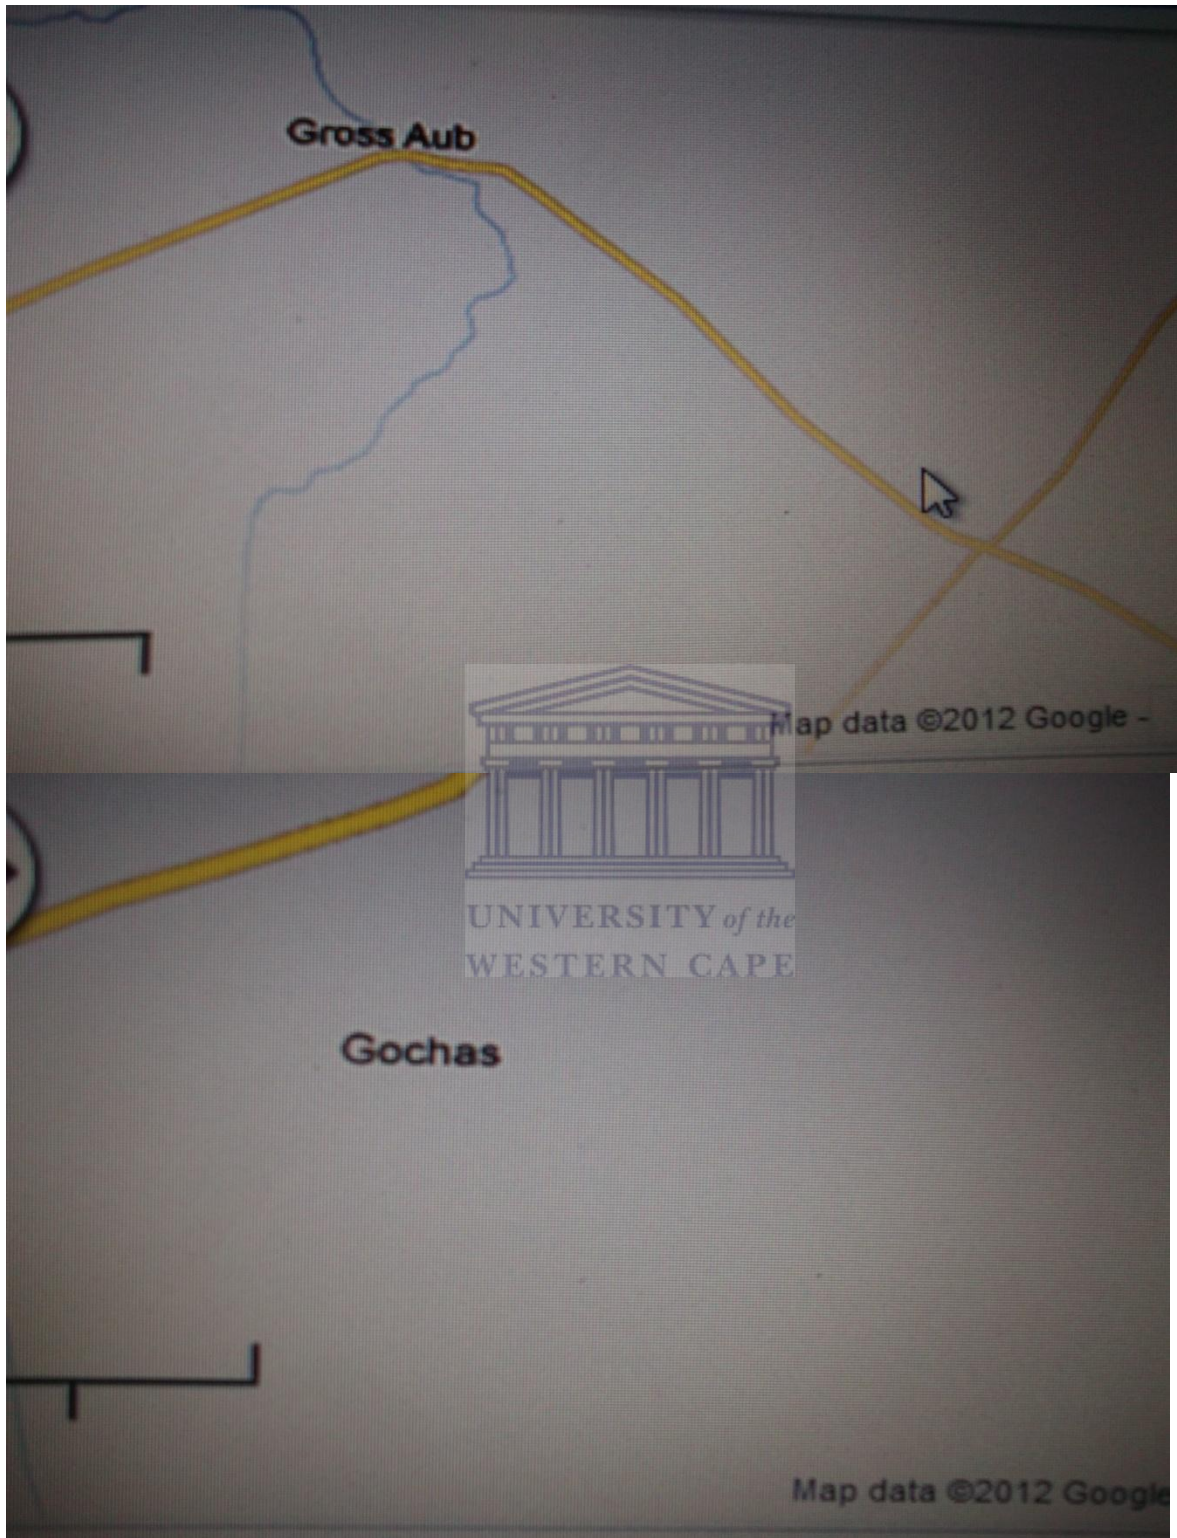 Gross Aub
Map data ©2012 Google -
UNIVERSITY of the
WESTERN CAPE
Gochas
Map data ©2012 Google